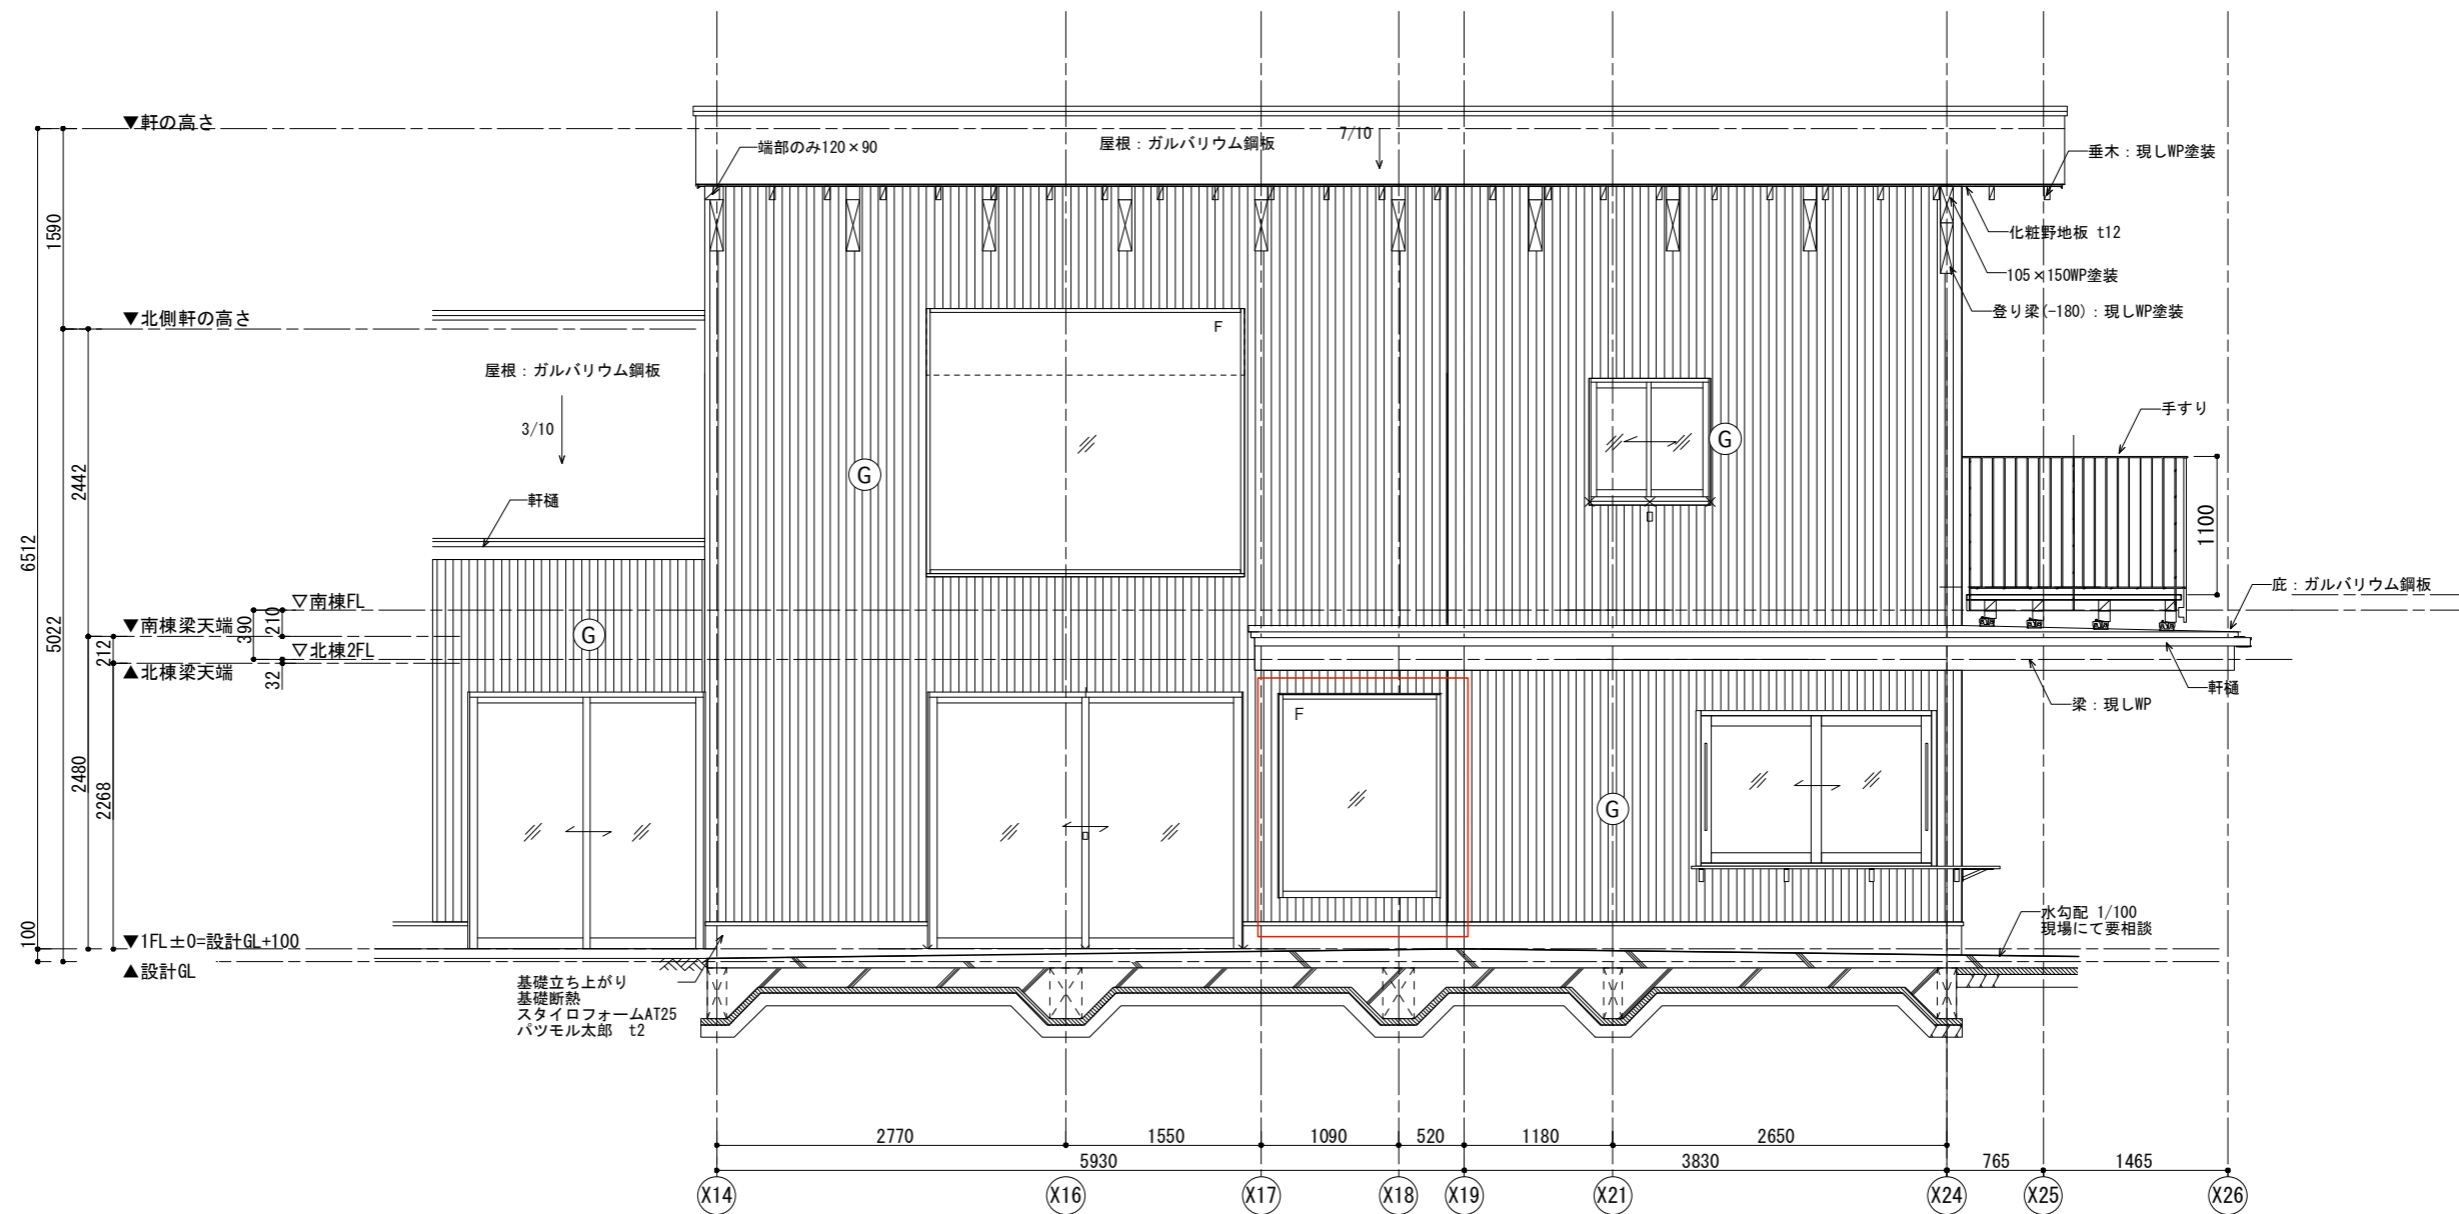 ▼軒の高さ
端部のみ120×90
屋根：ガルバリウム鋼板
7/10
垂木：現しWP塗装
化粧野地板 t12
105×150WP塗装
登り梁(-180)：現しWP塗装
1590
▼北側軒の高さ
F
屋根：ガルバリウム鋼板
3/10
手すり
G
G
2442
軒樋
1100
6512
庇：ガルバリウム鋼板
▽南棟FL
210
390
▼南棟梁天端
G
5022
212
▽北棟2FL
▲北棟梁天端
32
軒樋
梁：現しWP
F
2480
2268
G
水勾配 1/100
現場にて要相談
100
▼1FL±0=設計GL+100
▲設計GL
基礎立ち上がり
基礎断熱
スタイロフォームAT25
パツモル太郎 t2
2770
1550
1090
520
1180
2650
5930
3830
765
1465
X14
X16
X17
X18
X19
X21
X24
X25
X26